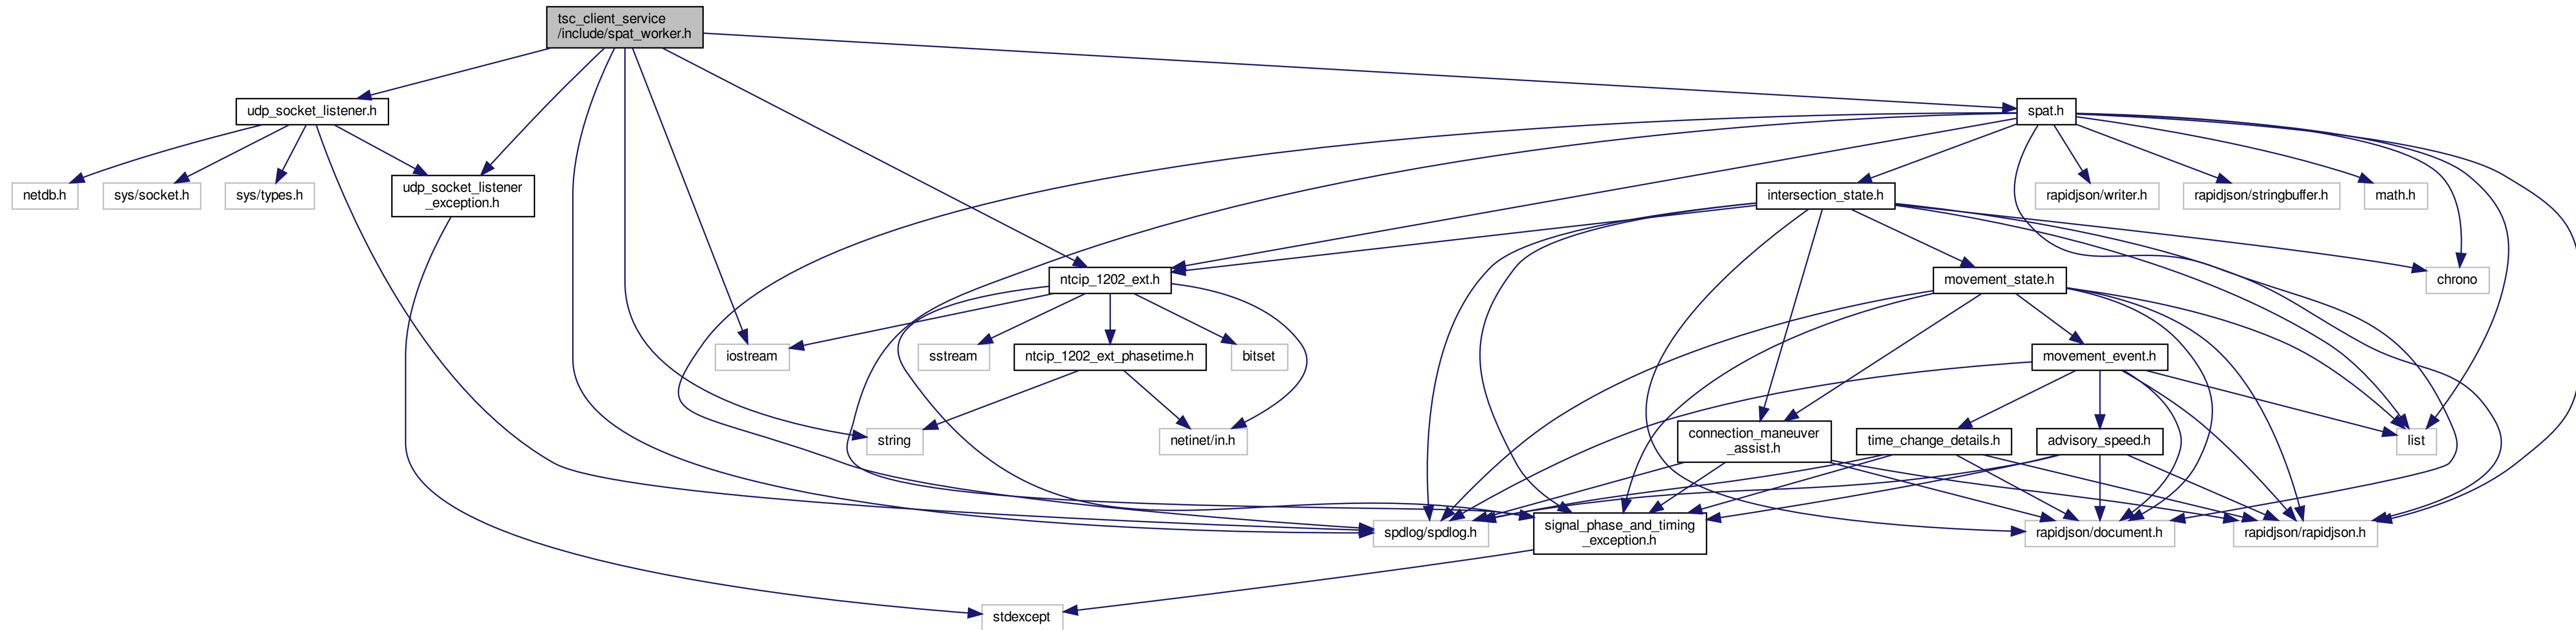 tsc_client_service
/include/spat_worker.h
udp_socket_listener.h
spat.h
netdb.h
sys/socket.h
sys/types.h
udp_socket_listener
_exception.h
intersection_state.h
rapidjson/writer.h
rapidjson/stringbuffer.h
math.h
ntcip_1202_ext.h
movement_state.h
chrono
iostream
sstream
ntcip_1202_ext_phasetime.h
bitset
movement_event.h
string
netinet/in.h
connection_maneuver
_assist.h
time_change_details.h
advisory_speed.h
list
spdlog/spdlog.h
signal_phase_and_timing
_exception.h
rapidjson/document.h
rapidjson/rapidjson.h
stdexcept